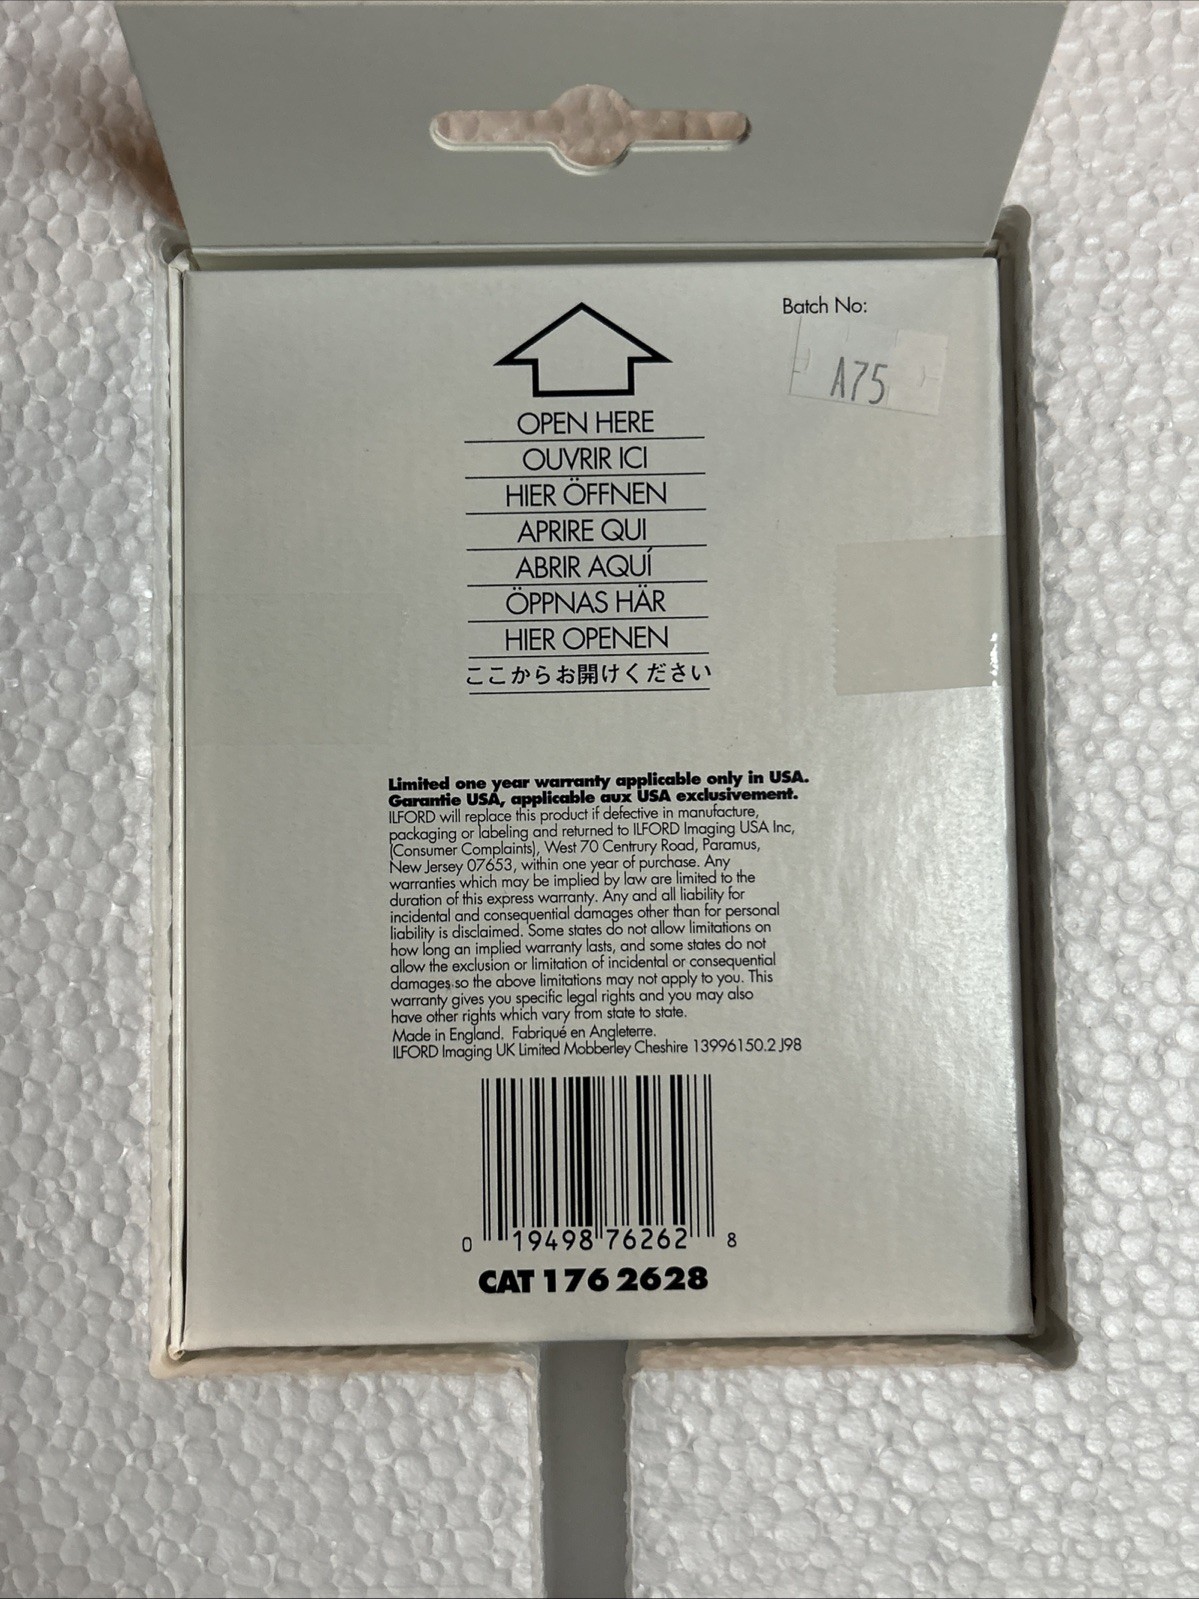 Batch No:
A75
OPEN HERE
OUVRIR ICI
HIER ÖFFNEN
APRIRE QUI
ABRIR AQUÍ
ÖPPNAS HÄR
HIER OPENEN
ここからお開けください
Limited one year warranty applicable only in USA.
Garantie USA, applicable aux USA exclusivement.
ILFORD will replace this product if defective in manufacture,
packaging or labeling and returned to ILFORD Imaging USA Inc,
(Consumer Complaints), West 70 Centrury Road, Paramus,
New Jersey 07653, within one year of purchase. Any
warranties which may be implied by law are limited to the
duration of this express warranty. Any and all liability for
incidental and consequential damages other than for personal
liability is disclaimed. Some states do not allow limitations on
how long an implied warranty lasts, and some states do not
allow the exclusion or limitation of incidental or consequential
damages so the above limitations may not apply to you. This
warranty gives you specific legal rights and you may also
have other rights which vary from state to state.
Made in England. Fabriqué en Angleterre.
ILFORD Imaging UK Limited Mobberley Cheshire 13996150.2 J98
0 19498 76262 8
CAT 176 2628